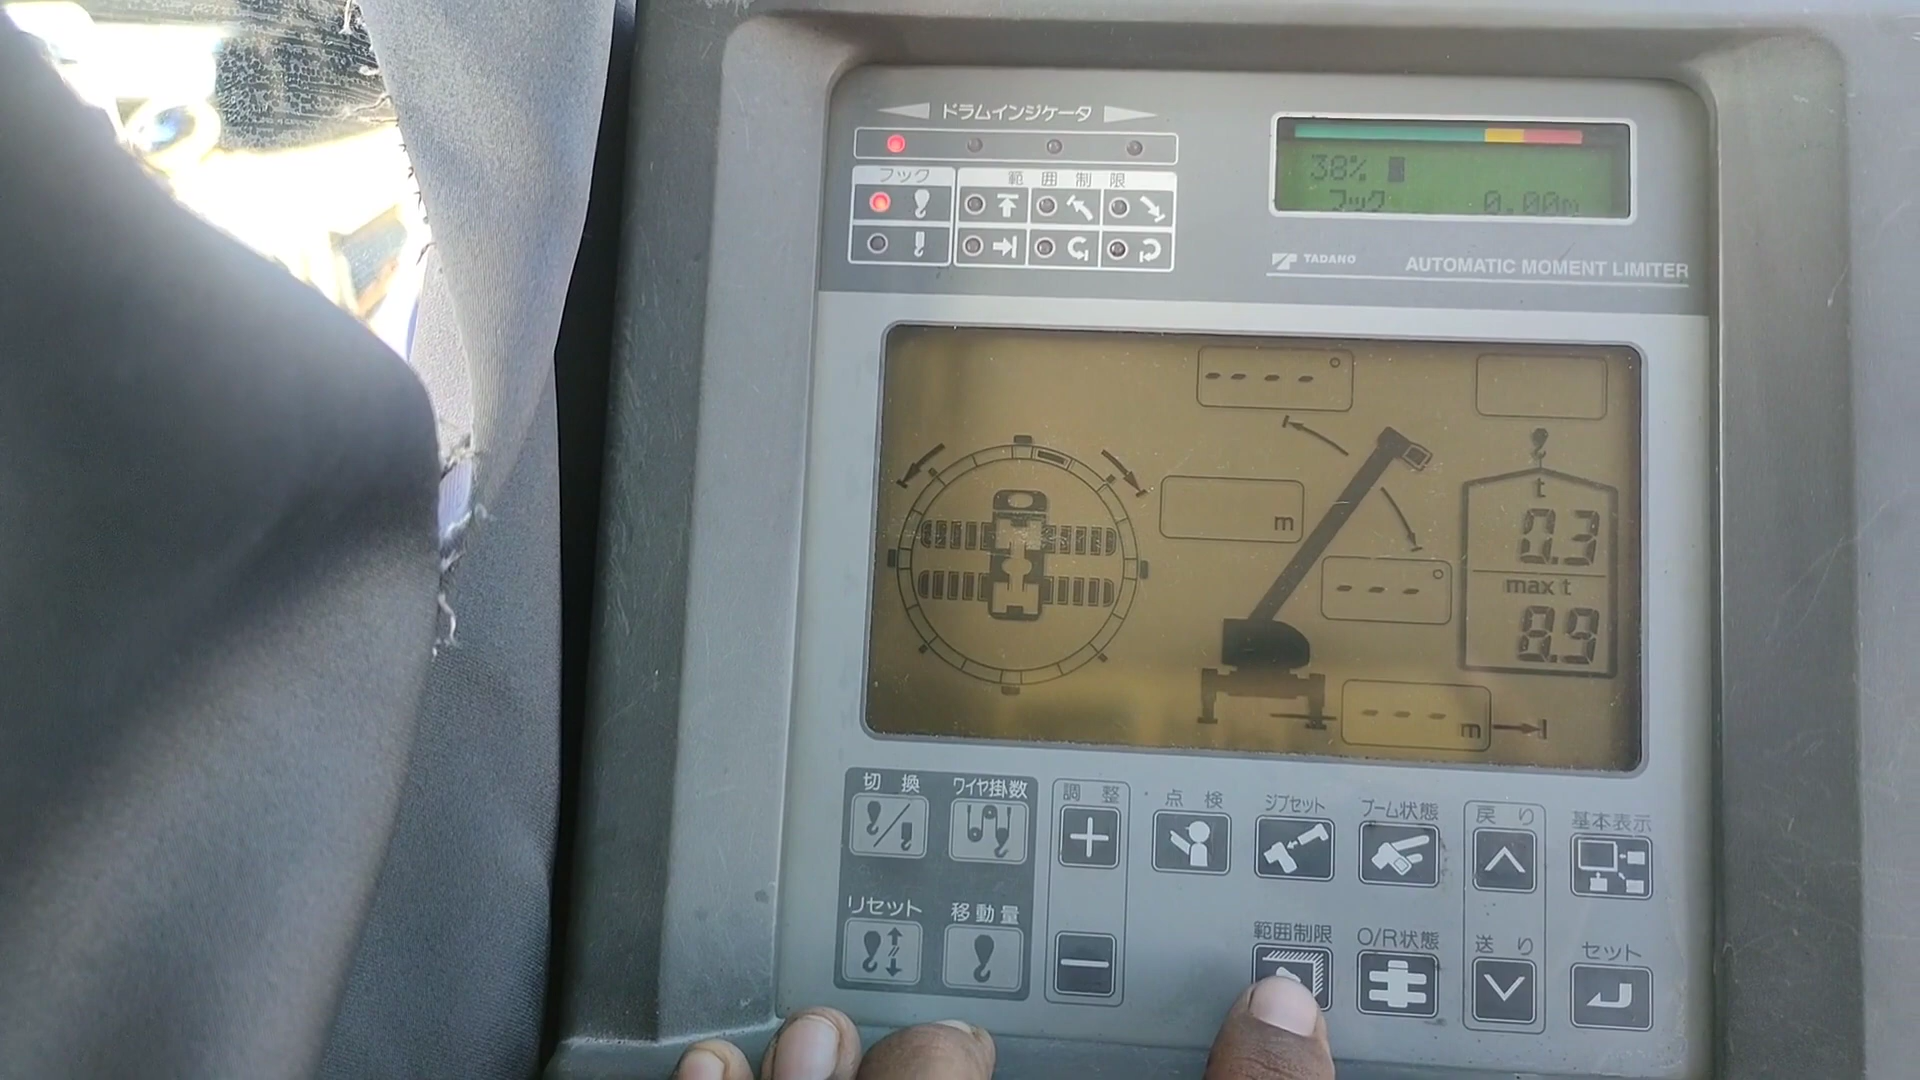 ドラムインジケータ
フック
範囲制限
38%
フック 0.00m
TADANO
AUTOMATIC MOMENT LIMITER
---- °
m
--- °
t
0.3
max t
8.9
--- m
切換
ワイヤ掛数
調整
点検
ジブセット
ブーム状態
戻り
基本表示
リセット
移動量
範囲制限
O/R状態
送り
セット